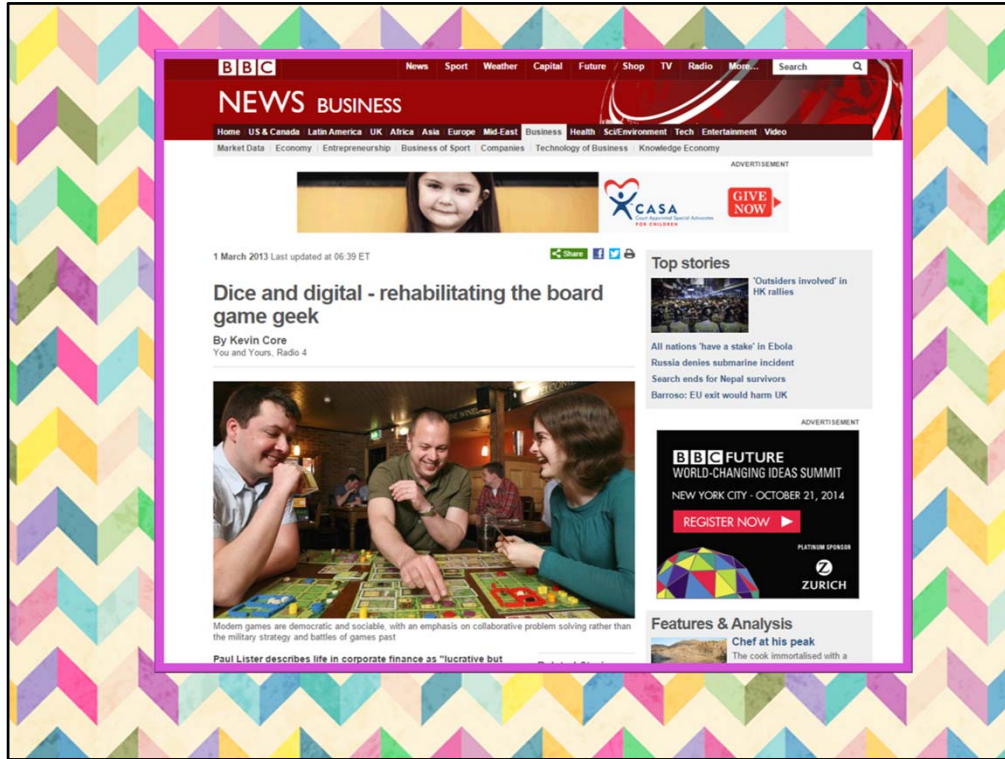 BBC
News Sport Weather Capital Future Shop TV Radio More... Search
NEWS BUSINESS
Home US & Canada Latin America UK Africa Asia Europe Mid-East Business Health Sci/Environment Tech Entertainment Video
Market Data Economy Entrepreneurship Business of Sport Companies Technology of Business Knowledge Economy
ADVERTISEMENT
CASA
Court Appointed Special Advocates
FOR CHILDREN
GIVE
NOW
1 March 2013 Last updated at 06:39 ET
Share
Dice and digital - rehabilitating the board
game geek
By Kevin Core
You and Yours, Radio 4
Modern games are democratic and sociable, with an emphasis on collaborative problem solving rather than
the military strategy and battles of games past
Paul Lister describes life in corporate finance as "lucrative but
Top stories
'Outsiders involved' in
HK rallies
All nations 'have a stake' in Ebola
Russia denies submarine incident
Search ends for Nepal survivors
Barroso: EU exit would harm UK
ADVERTISEMENT
BBC FUTURE
WORLD-CHANGING IDEAS SUMMIT
NEW YORK CITY - OCTOBER 21, 2014
REGISTER NOW
PLATINUM SPONSOR
ZURICH
Features & Analysis
Chef at his peak
The cook immortalised with a